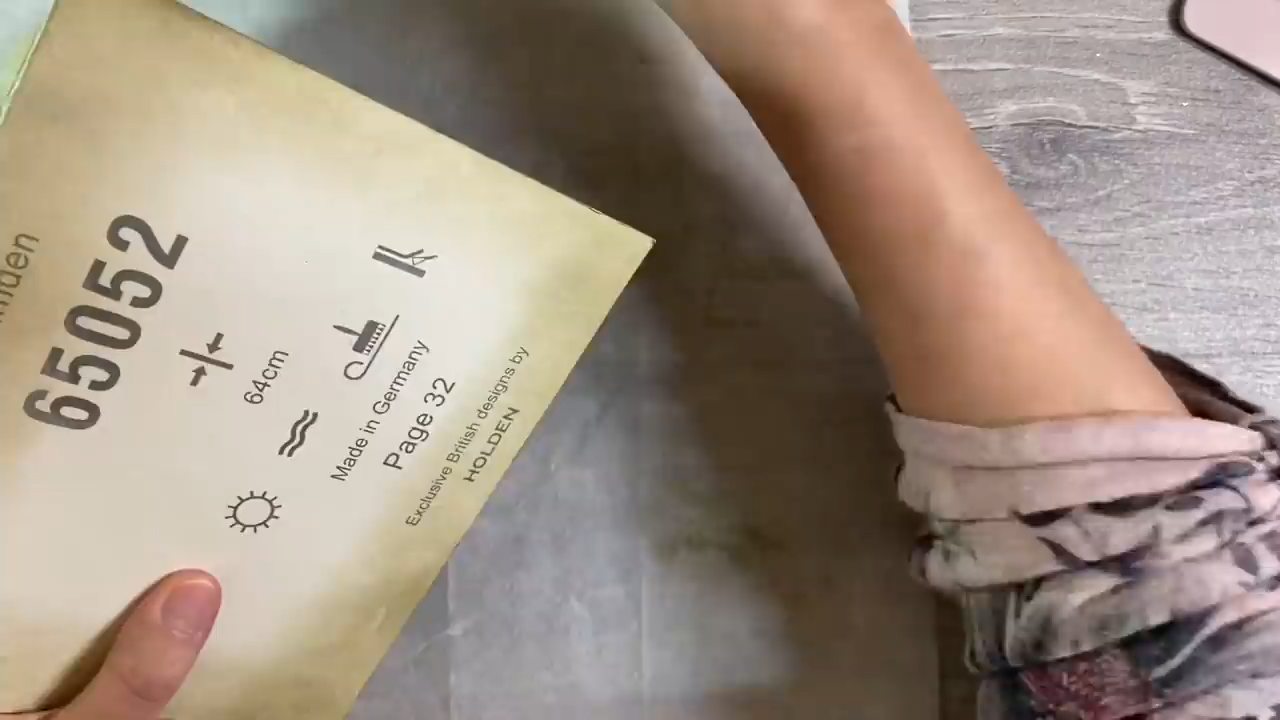 65052
64cm
Made in Germany
Page 32
Exclusive British designs by
HOLDEN